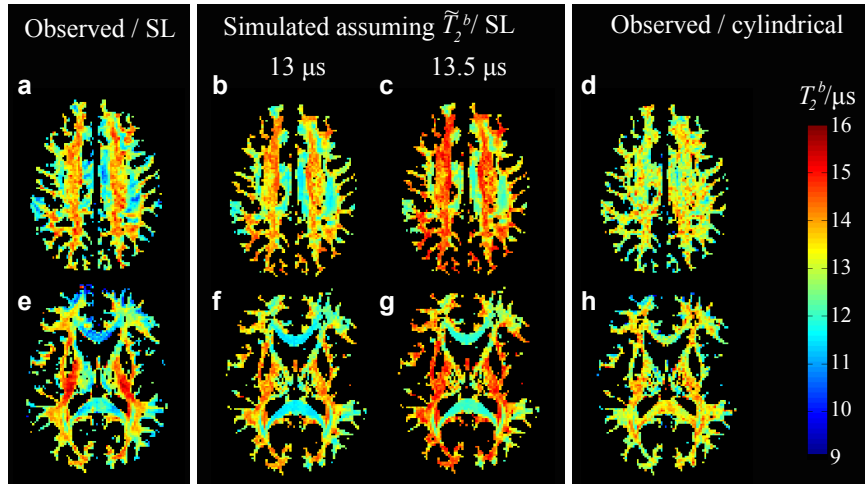 Observed / SL
Simulated assuming T̃₂ᵇ/ SL
Observed / cylindrical
13 μs
13.5 μs
a
b
c
d
T₂ᵇ/μs
16
15
14
13
12
11
10
9
e
f
g
h